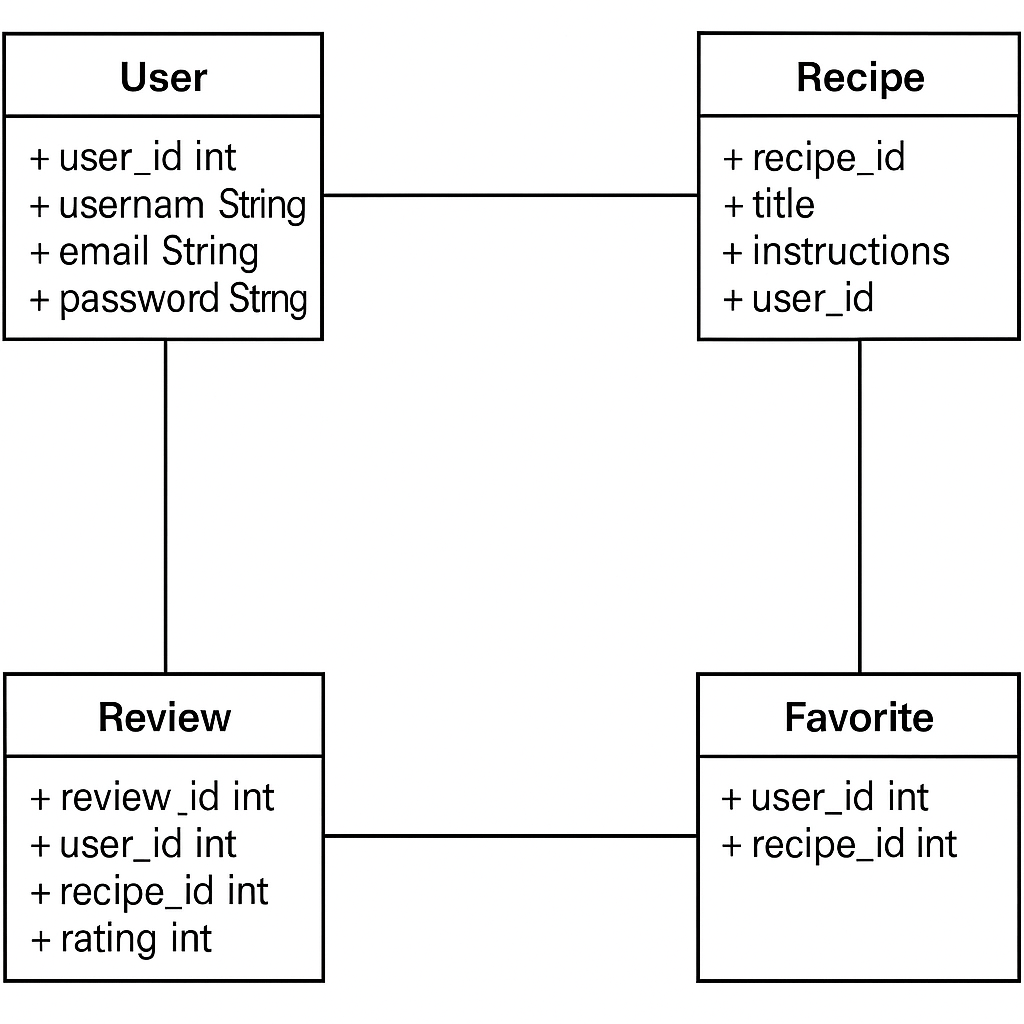 User
+ user_id int
+ usernam String
+ email String
+ password Strng
Recipe
+ recipe_id
+ title
+ instructions
+ user_id
Review
+ review_id int
+ user_id int
+ recipe_id int
+ rating int
Favorite
+ user_id int
+ recipe_id int